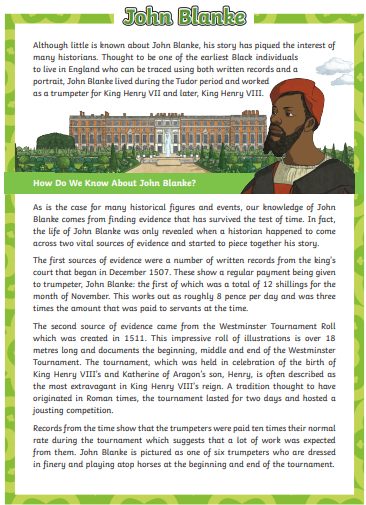 John Blanke
Although little is known about John Blanke, his story has piqued the interest of
many historians. Thought to be one of the earliest Black individuals
to live in England who can be traced using both written records and a
portrait, John Blanke lived during the Tudor period and worked
as a trumpeter for King Henry VII and later, King Henry VIII.
How Do We Know About John Blanke?
As is the case for many historical figures and events, our knowledge of John
Blanke comes from finding evidence that has survived the test of time. In fact,
the life of John Blanke was only revealed when a historian happened to come
across two vital sources of evidence and started to piece together his story.
The first sources of evidence were a number of written records from the king's
court that began in December 1507. These show a regular payment being given
to trumpeter, John Blanke: the first of which was a total of 12 shillings for the
month of November. This works out as roughly 8 pence per day and was three
times the amount that was paid to servants at the time.
The second source of evidence came from the Westminster Tournament Roll
which was created in 1511. This impressive roll of illustrations is over 18
metres long and documents the beginning, middle and end of the Westminster
Tournament. The tournament, which was held in celebration of the birth of
King Henry VIII's and Katherine of Aragon's son, Henry, is often described as
the most extravagant in King Henry VIII's reign. A tradition thought to have
originated in Roman times, the tournament lasted for two days and hosted a
jousting competition.
Records from the time show that the trumpeters were paid ten times their normal
rate during the tournament which suggests that a lot of work was expected
from them. John Blanke is pictured as one of six trumpeters who are dressed
in finery and playing atop horses at the beginning and end of the tournament.